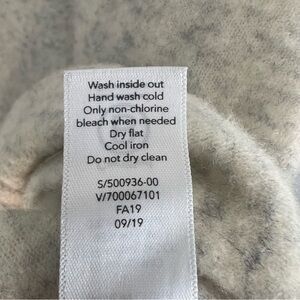 Wash inside out
Hand wash cold
Only non-chlorine
bleach when needed
Dry flat
Cool iron
Do not dry clean
S/500936-00
V/700067101
FA19
09/19